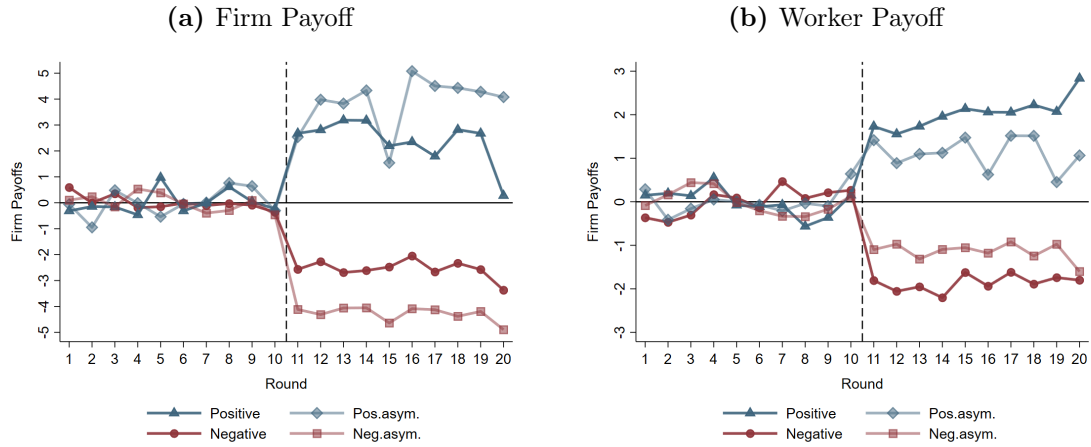 (a) Firm Payoff
Firm Payoffs
5
4
3
2
1
0
-1
-2
-3
-4
-5
1 2 3 4 5 6 7 8 9 10 11 12 13 14 15 16 17 18 19 20
Round
Positive Pos.asym.
Negative Neg.asym.
(b) Worker Payoff
Firm Payoffs
3
2
1
0
-1
-2
-3
1 2 3 4 5 6 7 8 9 10 11 12 13 14 15 16 17 18 19 20
Round
Positive Pos.asym.
Negative Neg.asym.